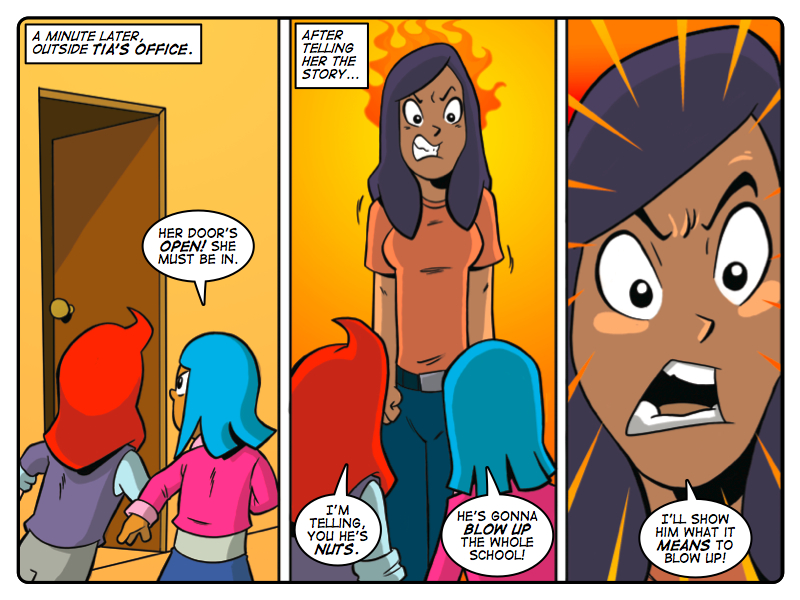 A MINUTE LATER,
OUTSIDE TIA'S OFFICE.
HER DOOR'S
OPEN! SHE
MUST BE IN.
AFTER
TELLING
HER THE
STORY...
I'M
TELLING,
YOU HE'S
NUTS.
HE'S GONNA
BLOW UP
THE WHOLE
SCHOOL!
I'LL SHOW
HIM WHAT IT
MEANS TO
BLOW UP!